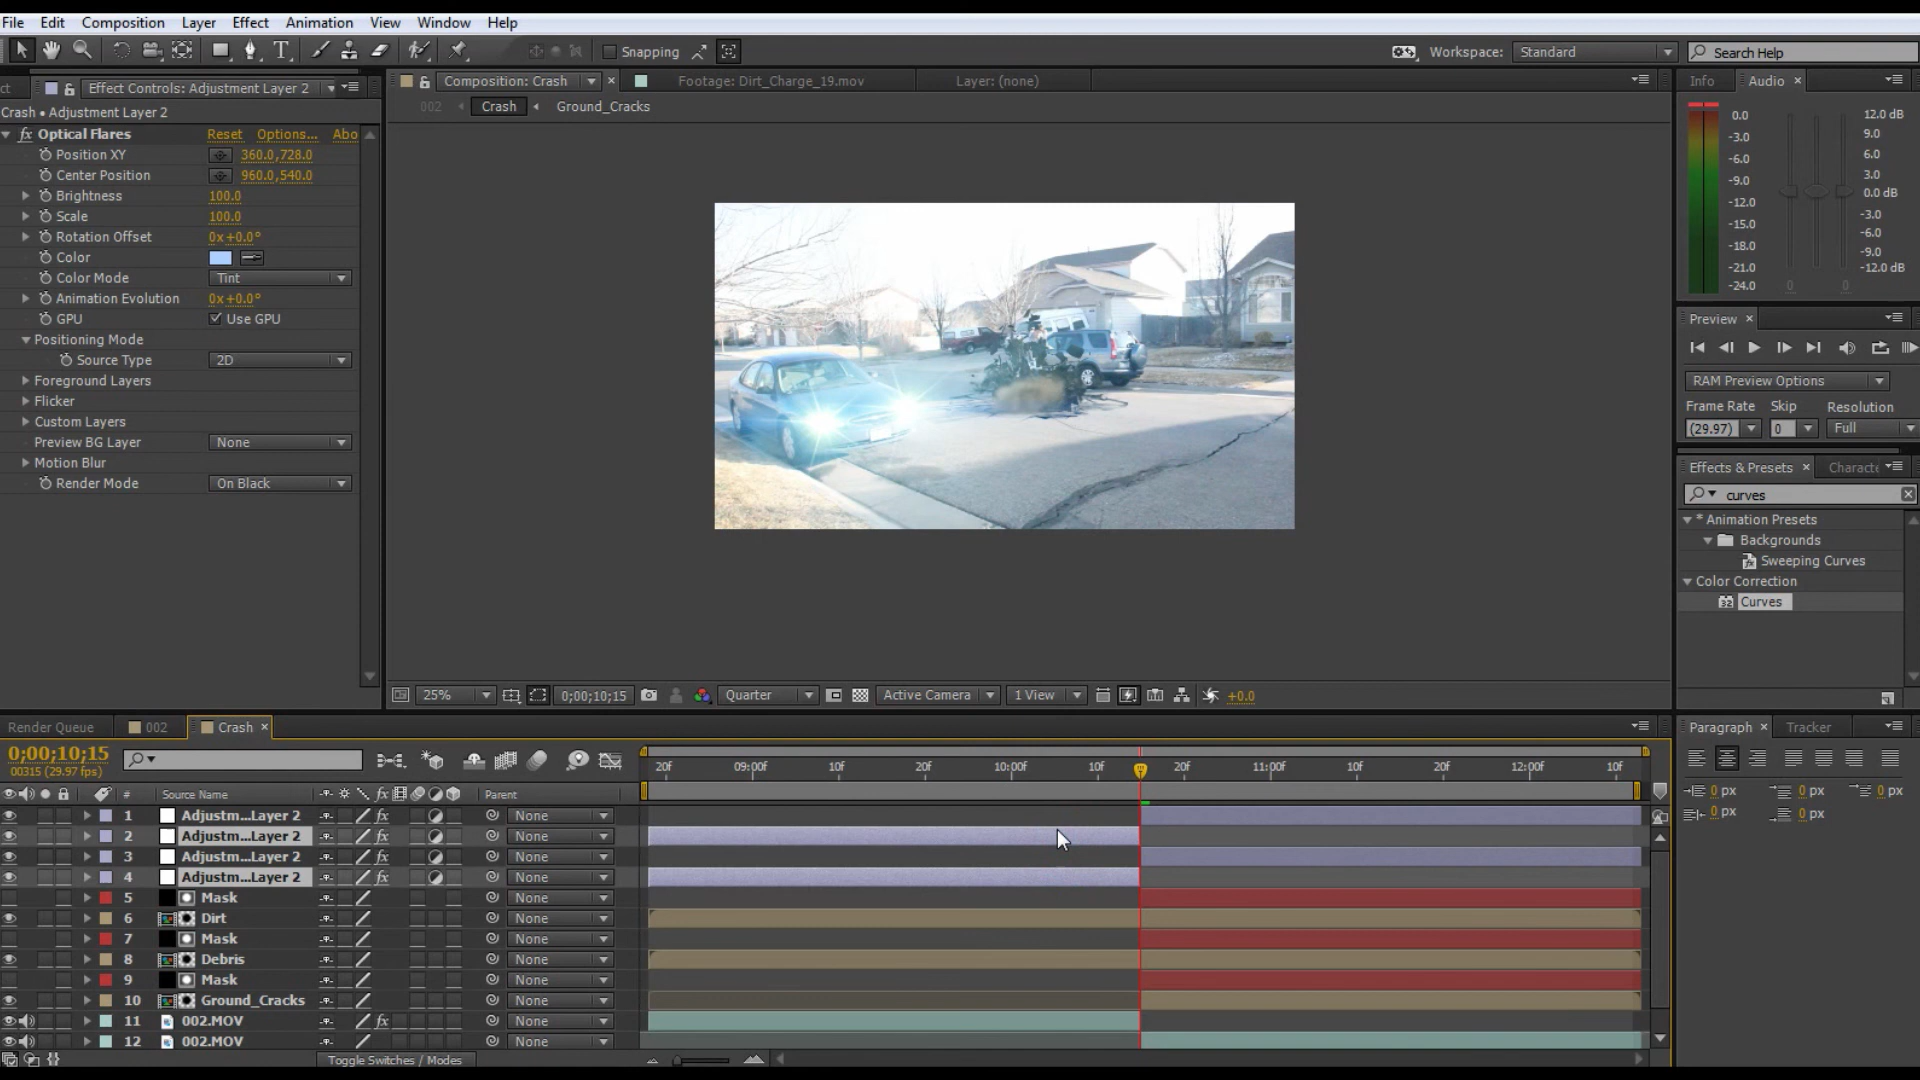 File Edit Composition Layer Effect Animation View Window Help
Snapping
Workspace: Standard
Search Help
Effect Controls: Adjustment Layer 2
Composition: Crash
Footage: Dirt_Charge_19.mov
Layer: (none)
Info
Audio
002
Crash
Ground_Cracks
Crash • Adjustment Layer 2
fx Optical Flares Reset Options... Abo
Position XY 360.0,728.0
Center Position 960.0,540.0
Brightness 100.0
Scale 100.0
Rotation Offset 0x+0.0°
Color
Color Mode Tint
Animation Evolution 0x+0.0°
GPU Use GPU
Positioning Mode
Source Type 2D
Foreground Layers
Flicker
Custom Layers
Preview BG Layer None
Motion Blur
Render Mode On Black
0.0
-3.0
-6.0
-9.0
-12.0
-15.0
-18.0
-21.0
-24.0
12.0 dB
9.0
6.0
3.0
0.0 dB
-3.0
-6.0
-9.0
-12.0 dB
0 0
Preview
RAM Preview Options
Frame Rate Skip Resolution
(29.97) 0 Full
Effects & Presets
Characte
curves
* Animation Presets
Backgrounds
Sweeping Curves
Color Correction
32 Curves
25% 0;00;10;15 Quarter Active Camera 1 View +0.0
Render Queue
002
Crash
Paragraph
Tracker
0 px 0 px 0 px
0 px 0 px
0;00;10;15
00315 (29.97 fps)
20f 09:00f 10f 20f 10:00f 10f 20f 11:00f 10f 20f 12:00f 10f
# Source Name fx Parent
1 Adjustm...Layer 2 fx None
2 Adjustm...Layer 2 fx None
3 Adjustm...Layer 2 fx None
4 Adjustm...Layer 2 fx None
5 Mask None
6 Dirt None
7 Mask None
8 Debris None
9 Mask None
10 Ground_Cracks None
11 002.MOV fx None
12 002.MOV None
Toggle Switches / Modes